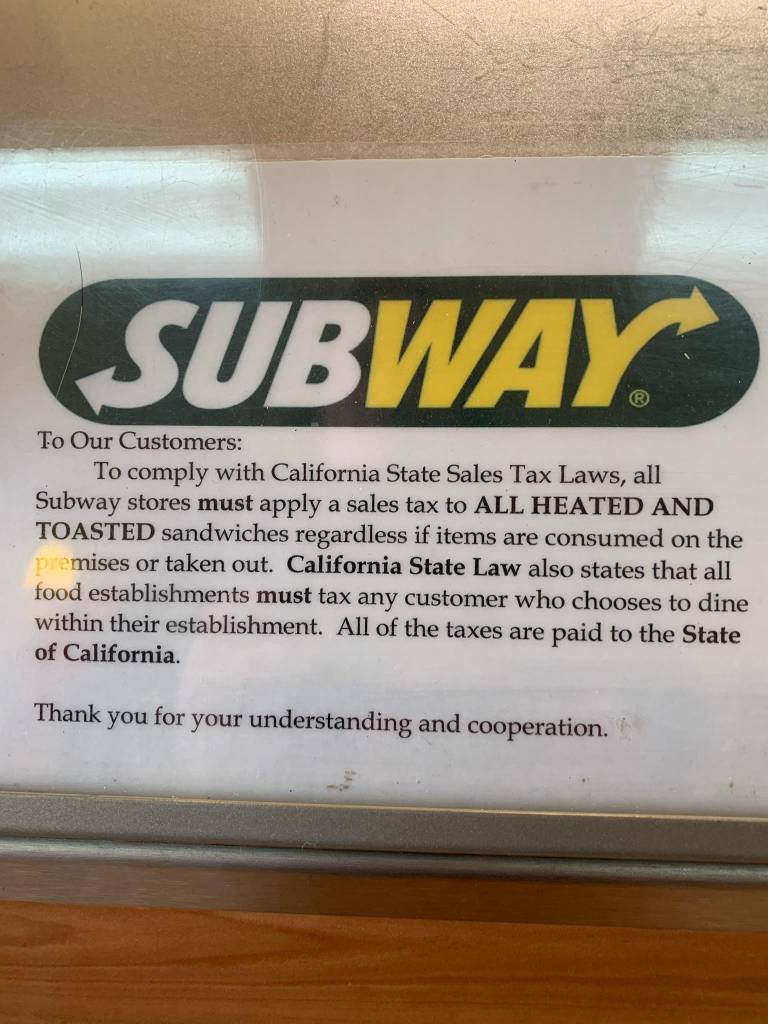 SUBWAY®
To Our Customers:
To comply with California State Sales Tax Laws, all
Subway stores must apply a sales tax to ALL HEATED AND
TOASTED sandwiches regardless if items are consumed on the
premises or taken out. California State Law also states that all
food establishments must tax any customer who chooses to dine
within their establishment. All of the taxes are paid to the State
of California.
Thank you for your understanding and cooperation.